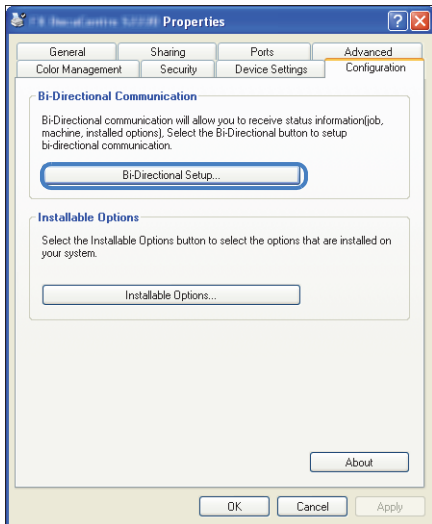 Properties
General Sharing Ports Advanced
Color Management Security Device Settings Configuration
Bi-Directional Communication
Bi-Directional communication will allow you to receive status
information(job,
machine, installed options), Select the Bi-Directional button to setup
bi-directional communication.
Bi-Directional Setup...
Installable Options
Select the Installable Options button to select the options that are installed on
your system.
Installable Options...
About
OK Cancel Apply